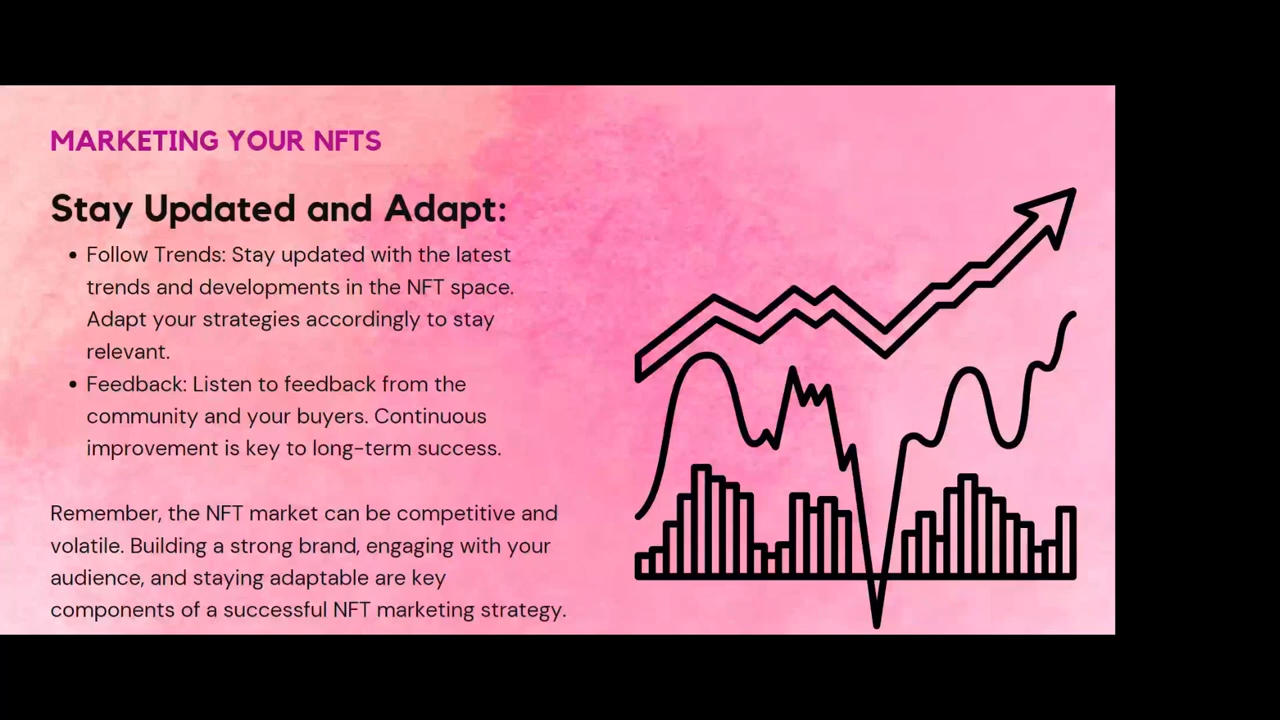 MARKETING YOUR NFTS
Stay Updated and Adapt:
• Follow Trends: Stay updated with the latest
trends and developments in the NFT space.
Adapt your strategies accordingly to stay
relevant.
• Feedback: Listen to feedback from the
community and your buyers. Continuous
improvement is key to long-term success.
Remember, the NFT market can be competitive and
volatile. Building a strong brand, engaging with your
audience, and staying adaptable are key
components of a successful NFT marketing strategy.